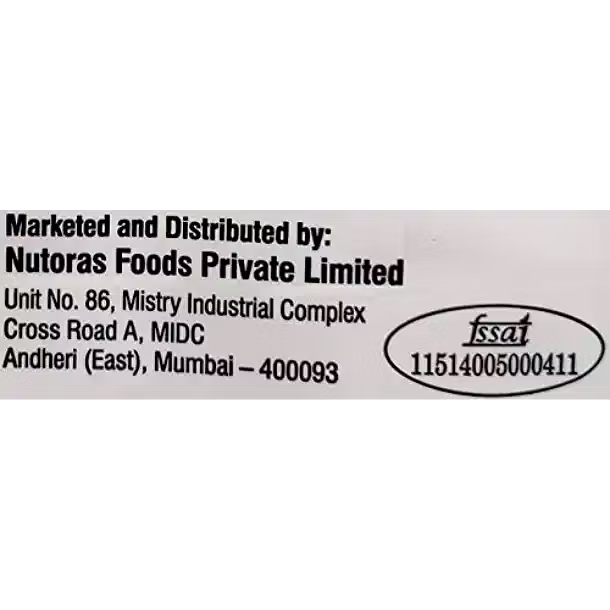 Marketed and Distributed by:
Nutoras Foods Private Limited
Unit No. 86, Mistry Industrial Complex
Cross Road A, MIDC
Andheri (East), Mumbai – 400093
fssai
11514005000411